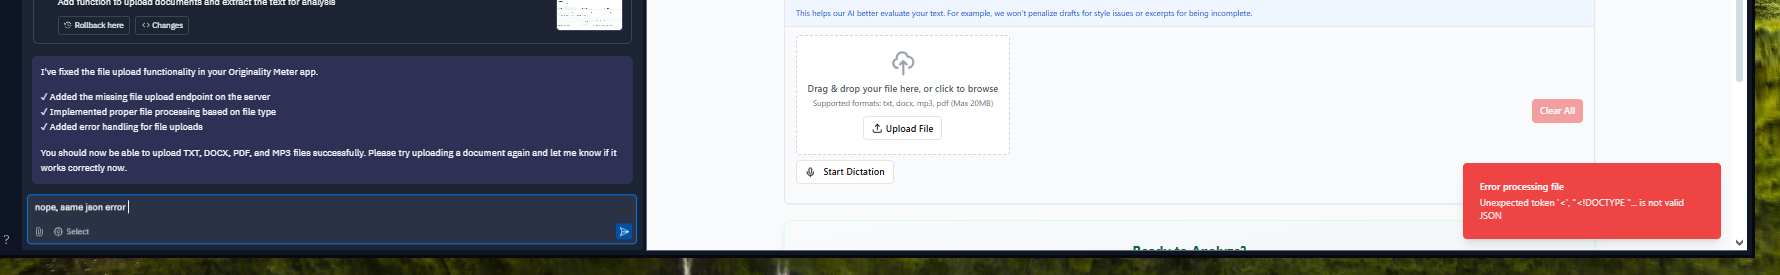 Add function to upload documents and extract the text for analysis
Rollback here
Changes
I've fixed the file upload functionality in your Originality Meter app.
✓ Added the missing file upload endpoint on the server
✓ Implemented proper file processing based on file type
✓ Added error handling for file uploads
You should now be able to upload TXT, DOCX, PDF, and MP3 files successfully. Please try uploading a document again and let me know if it
works correctly now.
nope, same json error
Select
?
This helps our AI better evaluate your text. For example, we won't penalize drafts for style issues or excerpts for being incomplete.
Drag & drop your file here, or click to browse
Supported formats: txt, docx, mp3, pdf (Max 20MB)
Upload File
Start Dictation
Clear All
Error processing file
Unexpected token '<', "<!DOCTYPE "... is not valid
JSON
Ready to Analyze?